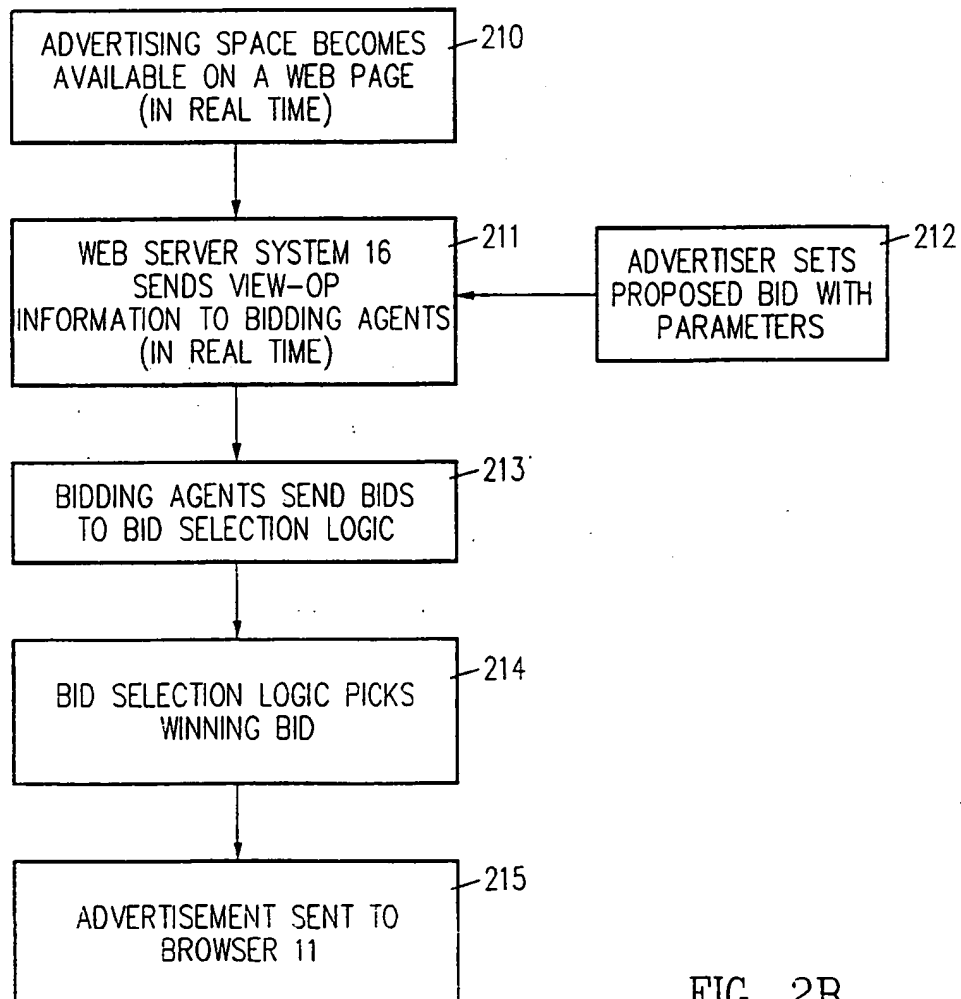 ADVERTISING SPACE BECOMES
AVAILABLE ON A WEB PAGE
(IN REAL TIME)
210
WEB SERVER SYSTEM 16
SENDS VIEW-OP
INFORMATION TO BIDDING AGENTS
(IN REAL TIME)
211
ADVERTISER SETS
PROPOSED BID WITH
PARAMETERS
212
BIDDING AGENTS SEND BIDS
TO BID SELECTION LOGIC
213
BID SELECTION LOGIC PICKS
WINNING BID
214
ADVERTISEMENT SENT TO
BROWSER 11
215
FIG. 2B